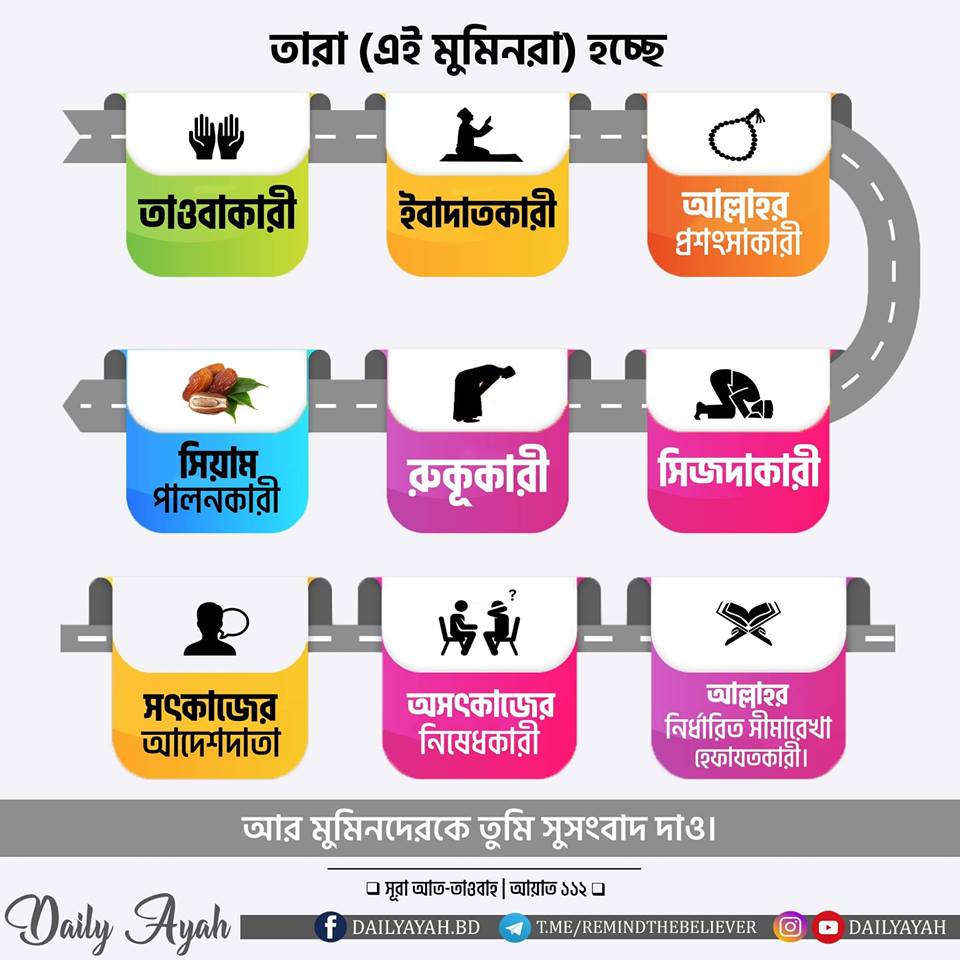 তারা (এই মুমিনরা) হচ্ছে
তাওবাকারী
ইবাদাতকারী
আল্লাহর
প্রশংসাকারী
সিয়াম
পালনকারী
রুকূকারী
সিজদাকারী
?
সৎকাজের
আদেশদাতা
অসৎকাজের
নিষেধকারী
আল্লাহর
নির্ধারিত সীমারেখা
হেফাযতকারী।
আর মুমিনদেরকে তুমি সুসংবাদ দাও।
সূরা আত-তাওবাহ | আয়াত ১১২
Daily Ayah
DAILYAYAH.BD
T.ME/REMINDTHEBELIEVER
DAILYAYAH